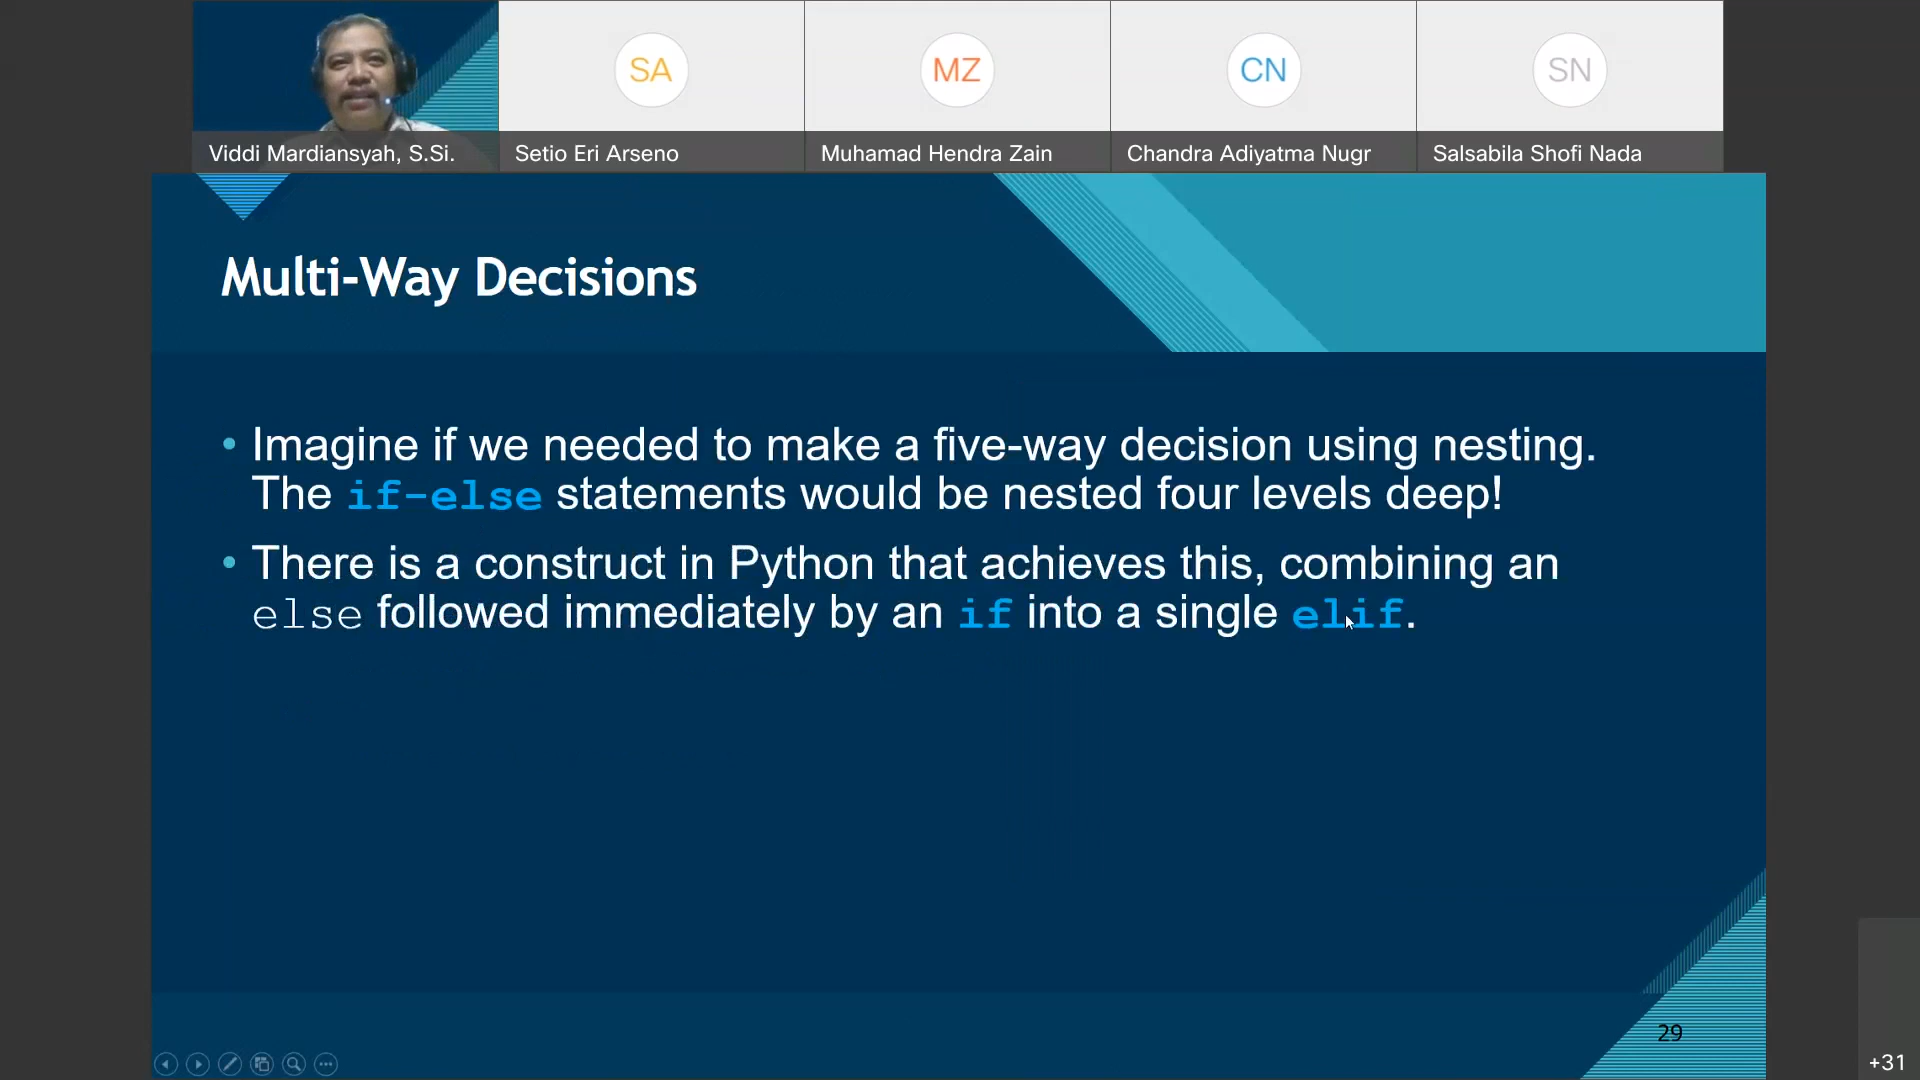 SA
MZ
CN
SN
Viddi Mardiansyah, S.Si.
Setio Eri Arseno
Muhamad Hendra Zain
Chandra Adiyatma Nugr
Salsabila Shofi Nada
Multi-Way Decisions
• Imagine if we needed to make a five-way decision using nesting.
The if-else statements would be nested four levels deep!
• There is a construct in Python that achieves this, combining an
else followed immediately by an if into a single elif.
29
+31